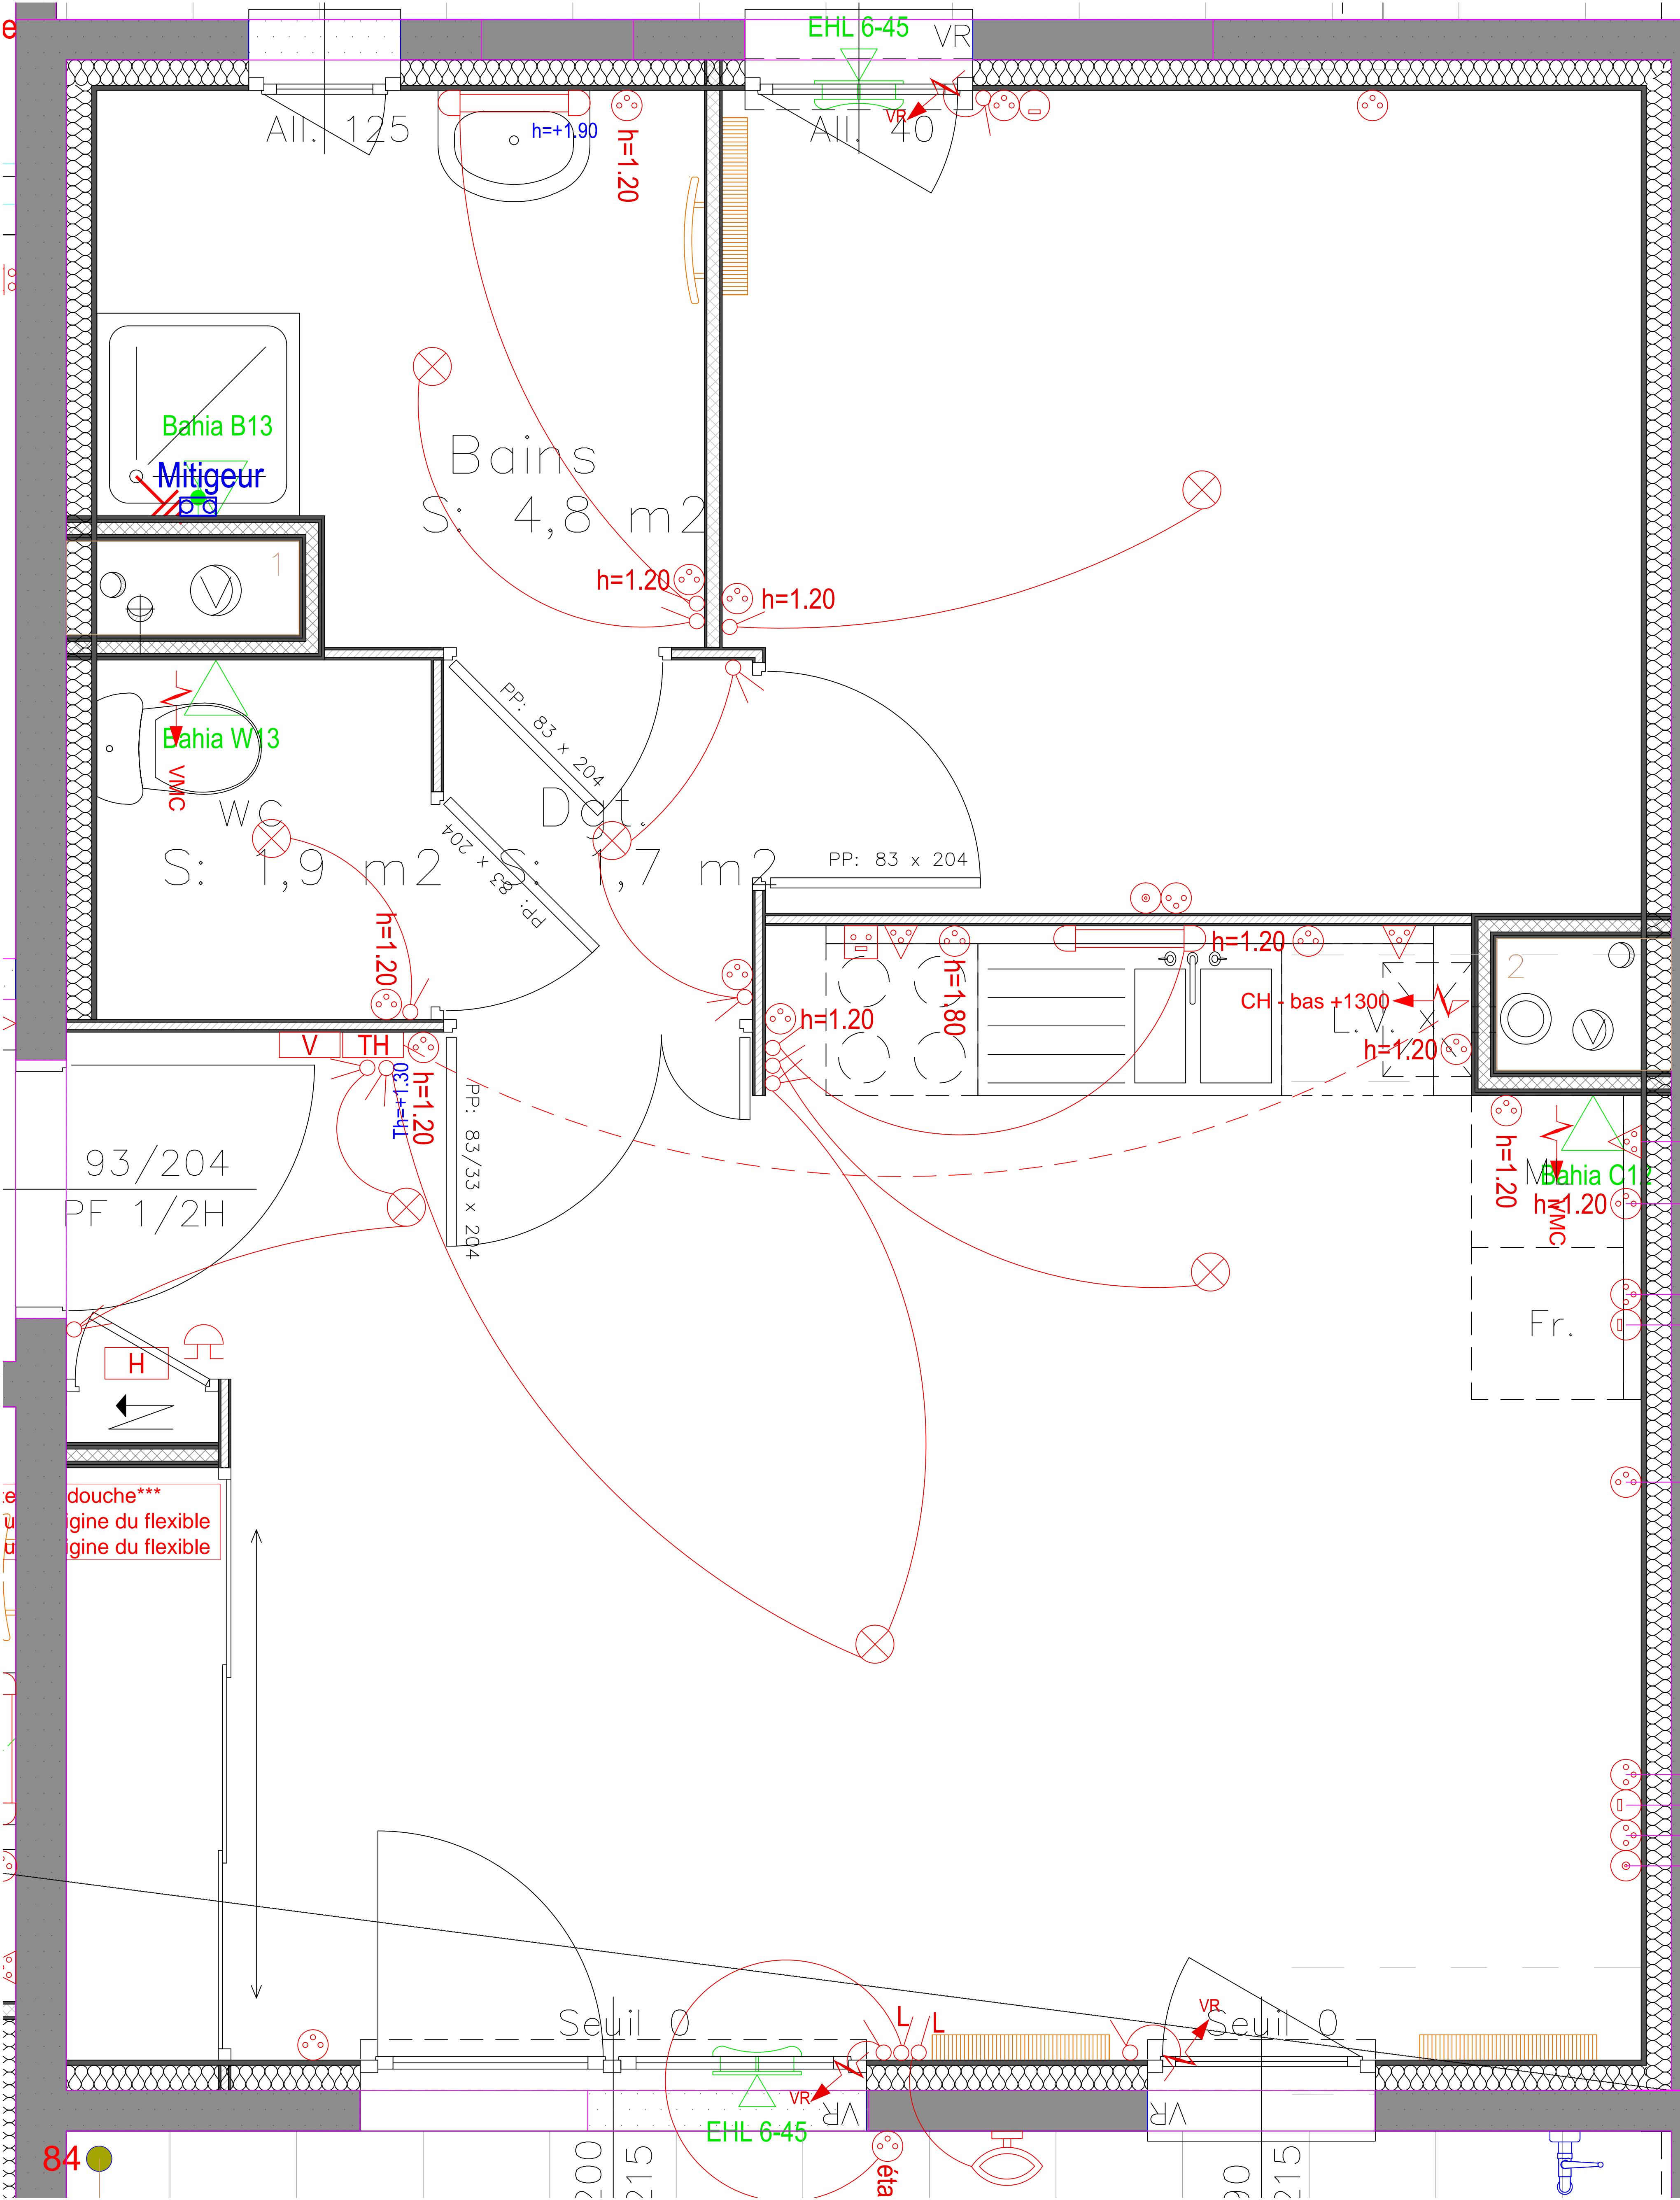 e
EHL 6-45
VR
All. 125
h=+1.90
h=1.20
VR
All. 40
Bahia B13
Mitigeur
Bains
S: 4,8 m2
h=1.20
h=1.20
1
PP: 83 x 204
Bahia W13
VMC
WC
S: 1,9 m2
Dgt.
S: 1,7 m2
PP: 83 x 204
PP: 83 x 204
h=1.20
h=1.20
h=1.80
h=1.20
2
CH - bas +1300
L.V.
h=1.20
V
TH
Th=+1.30
h=1.20
PP: 83/33 x 204
93/204
PF 1/2H
h=1.20
Bahia C12
h=1.20
VMC
Fr.
H
douche***
igine du flexible
igine du flexible
Seuil 0
L
L
VR
Seuil 0
VR
VR
VR
EHL 6-45
84
200
215
éta
90
215